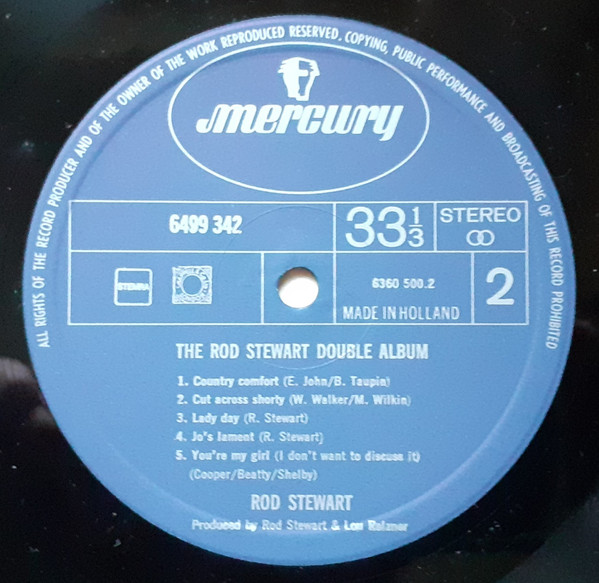 ALL RIGHTS OF THE RECORD PRODUCER AND OF THE OWNER OF THE WORK REPRODUCED RESERVED. COPYING, PUBLIC PERFORMANCE AND BROADCASTING OF THIS RECORD PROHIBITED
mercury
6499 342
33 1/3
STEREO
STEMRA
6360 500.2
MADE IN HOLLAND
2
THE ROD STEWART DOUBLE ALBUM
1. Country comfort (E. John/B. Taupin)
2. Cut across shorty (W. Walker/M. Wilkin)
3. Lady day (R. Stewart)
4. Jo's lament (R. Stewart)
5. You're my girl (I don't want to discuss it)
(Cooper/Beatty/Shelby)
ROD STEWART
Produced by Rod Stewart & Lou Reizner